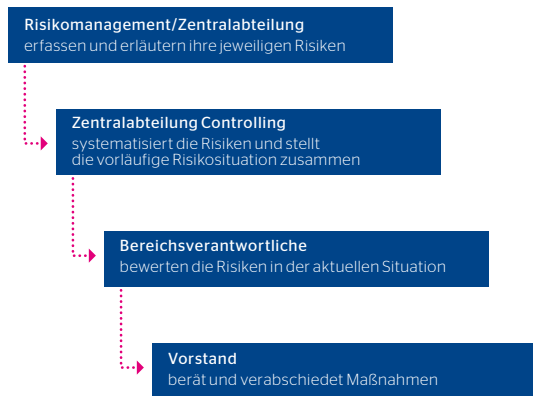 Risikomanagement/Zentralabteilung
erfassen und erläutern ihre jeweiligen Risiken
Zentralabteilung Controlling
systematisiert die Risiken und stellt
die vorläufige Risikosituation zusammen
Bereichsverantwortliche
bewerten die Risiken in der aktuellen Situation
Vorstand
berät und verabschiedet Maßnahmen